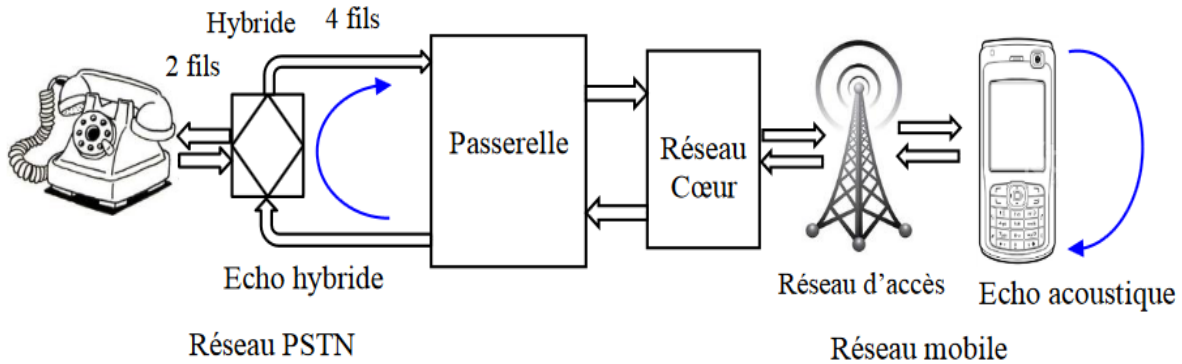 Hybride
4 fils
2 fils
Passerelle
Réseau
Cœur
Echo hybride
Réseau d’accès
Echo acoustique
Réseau PSTN
Réseau mobile